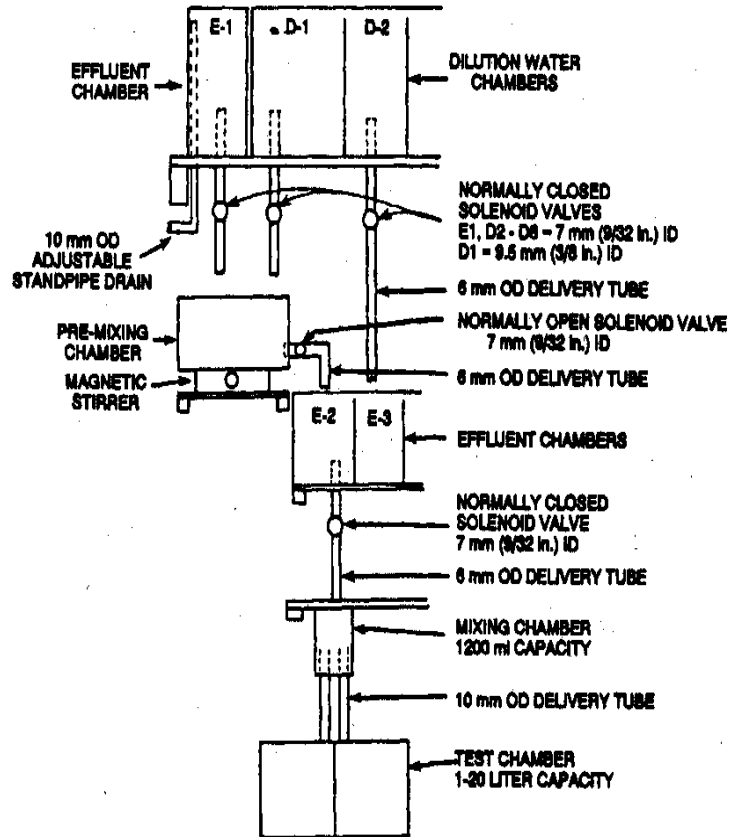 E-1
D-1
D-2
EFFLUENT
CHAMBER
DILUTION WATER
CHAMBERS
NORMALLY CLOSED
SOLENOID VALVES
E1, D2 - D6 = 7 mm (9/32 in.) ID
D1 = 9.5 mm (3/8 in.) ID
10 mm OD
ADJUSTABLE
STANDPIPE DRAIN
6 mm OD DELIVERY TUBE
PRE-MIXING
CHAMBER
NORMALLY OPEN SOLENOID VALVE
7 mm (9/32 in.) ID
MAGNETIC
STIRRER
6 mm OD DELIVERY TUBE
E-2
E-3
EFFLUENT CHAMBERS
NORMALLY CLOSED
SOLENOID VALVE
7 mm (9/32 in.) ID
6 mm OD DELIVERY TUBE
MIXING CHAMBER
1200 ml CAPACITY
10 mm OD DELIVERY TUBE
TEST CHAMBER
1-20 LITER CAPACITY